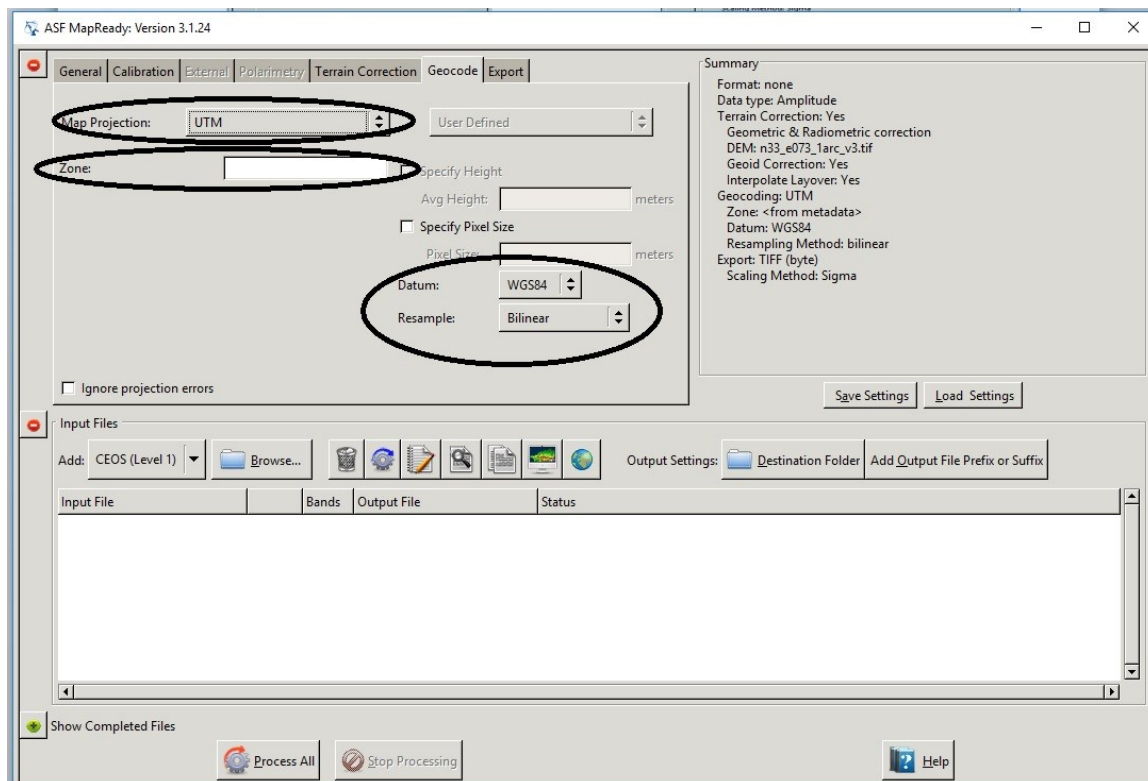 ASF MapReady: Version 3.1.24
General Calibration External Polarimetry Terrain Correction Geocode Export
Map Projection: UTM User Defined
Zone:
Specify Height
Avg Height: meters
Specify Pixel Size
Pixel Size: meters
Datum: WGS84
Resample: Bilinear
Ignore projection errors
Summary
Format: none
Data type: Amplitude
Terrain Correction: Yes
Geometric & Radiometric correction
DEM: n33_e073_1arc_v3.tif
Geoid Correction: Yes
Interpolate Layover: Yes
Geocoding: UTM
Zone: <from metadata>
Datum: WGS84
Resampling Method: bilinear
Export: TIFF (byte)
Scaling Method: Sigma
Save Settings Load Settings
Input Files
Add: CEOS (Level 1) Browse... Output Settings: Destination Folder Add Output File Prefix or Suffix
Input File Bands Output File Status
Show Completed Files
Process All Stop Processing Help